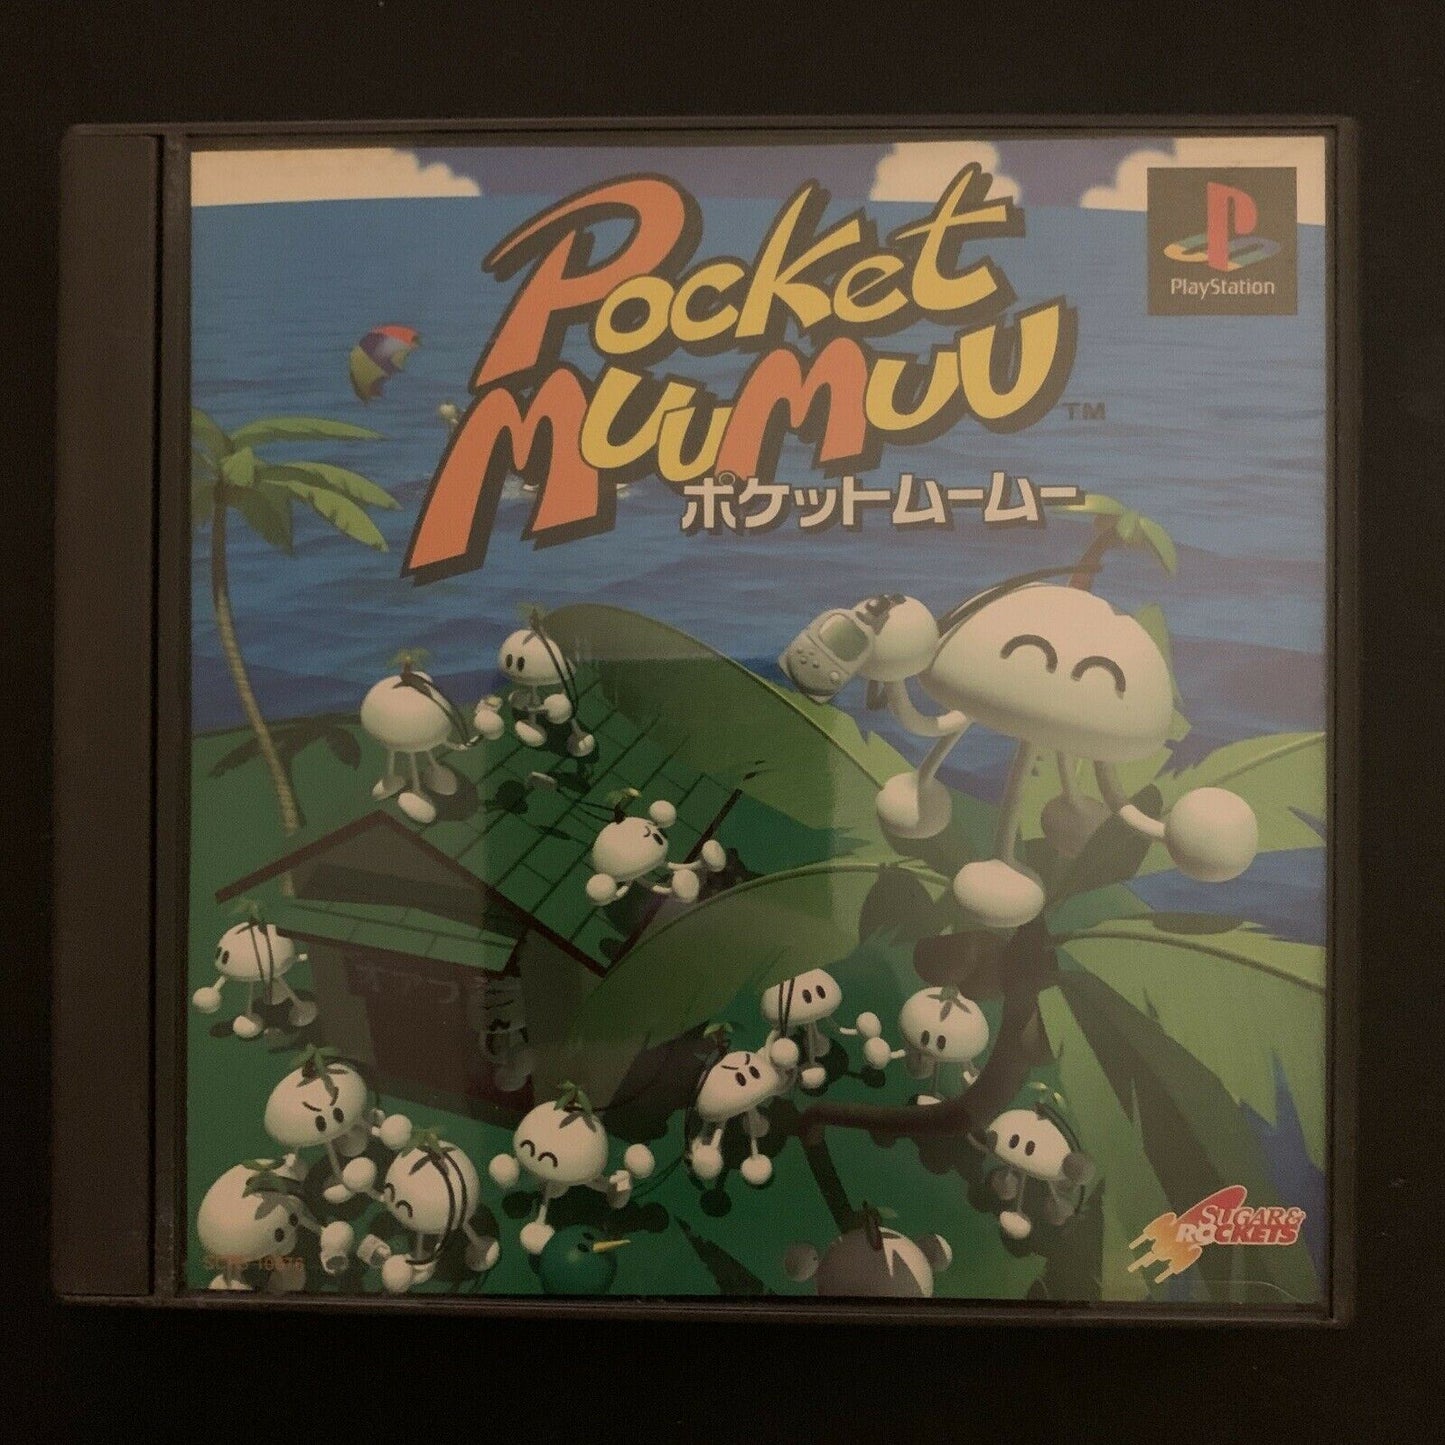 Pocket
MuuMuu
TM
ポケットムームー
PlayStation
SUGAR&
ROCKETS